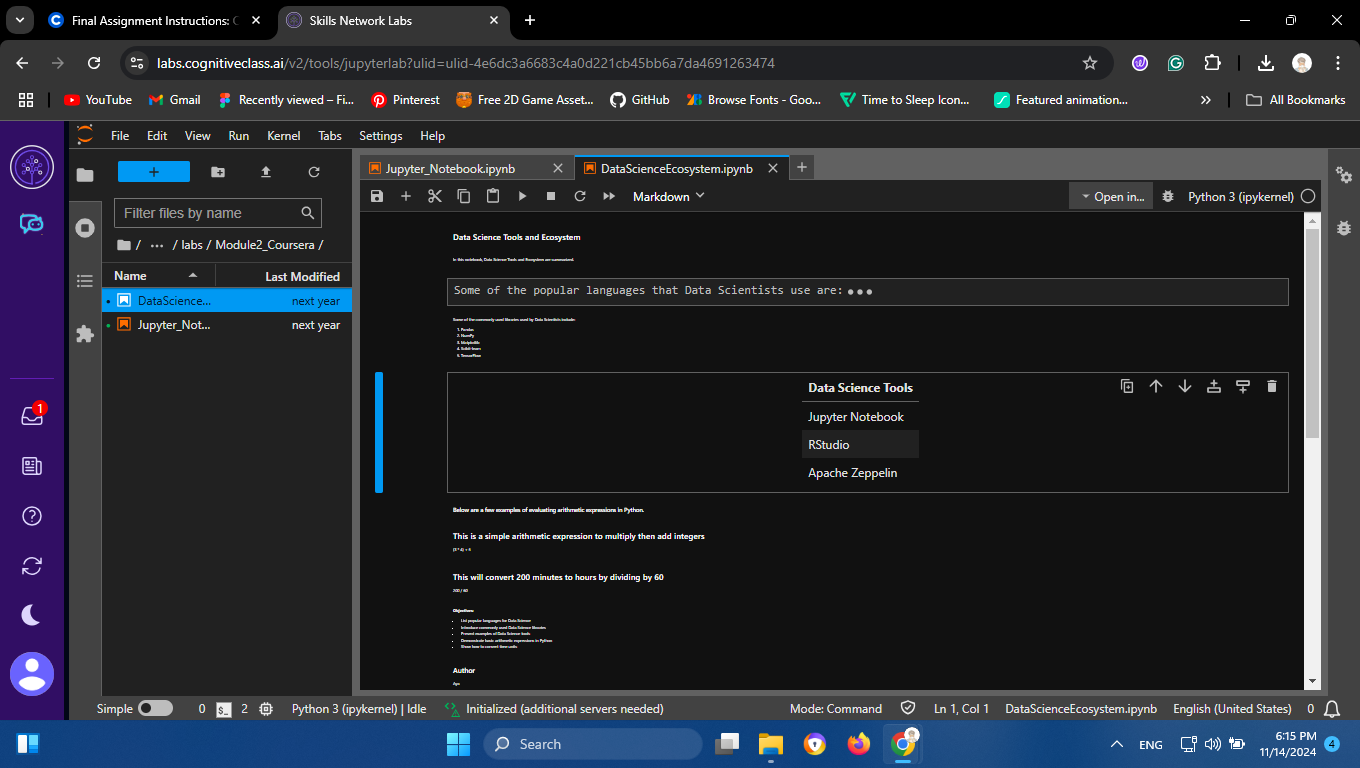 Final Assignment Instructions: C
Skills Network Labs
labs.cognitiveclass.ai/v2/tools/jupyterlab?ulid=ulid-4e6dc3a6683c4a0d221cb45bb6a7da4691263474
YouTube Gmail Recently viewed – Fi... Pinterest Free 2D Game Asset... GitHub Browse Fonts - Goo... Time to Sleep Icon... Featured animation... » All Bookmarks
File Edit View Run Kernel Tabs Settings Help
Jupyter_Notebook.ipynb DataScienceEcosystem.ipynb
Markdown Open in... Python 3 (ipykernel)
Filter files by name
/ ··· / labs / Module2_Coursera /
Name Last Modified
DataScience... next year
Jupyter_Not... next year
1
Data Science Tools and Ecosystem
In this notebook, Data Science Tools and Ecosystem are summarized.
Some of the popular languages that Data Scientists use are:
Some of the commonly used libraries used by Data Scientists include:
1. Pandas
2. NumPy
3. Matplotlib
4. Scikit-learn
5. TensorFlow
Data Science Tools
Jupyter Notebook
RStudio
Apache Zeppelin
Below are a few examples of evaluating arithmetic expressions in Python.
This is a simple arithmetic expression to multiply then add integers
This will convert 200 minutes to hours by dividing by 60
200 / 60
Objectives:
List popular languages for Data Science
Introduce commonly used Data Science libraries
Present examples of Data Science tools
Demonstrate basic arithmetic expressions in Python
Show how to convert time units
Author
Simple 0 2 Python 3 (ipykernel) | Idle Initialized (additional servers needed) Mode: Command Ln 1, Col 1 DataScienceEcosystem.ipynb English (United States) 0
Search
ENG
6:15 PM
11/14/2024
4